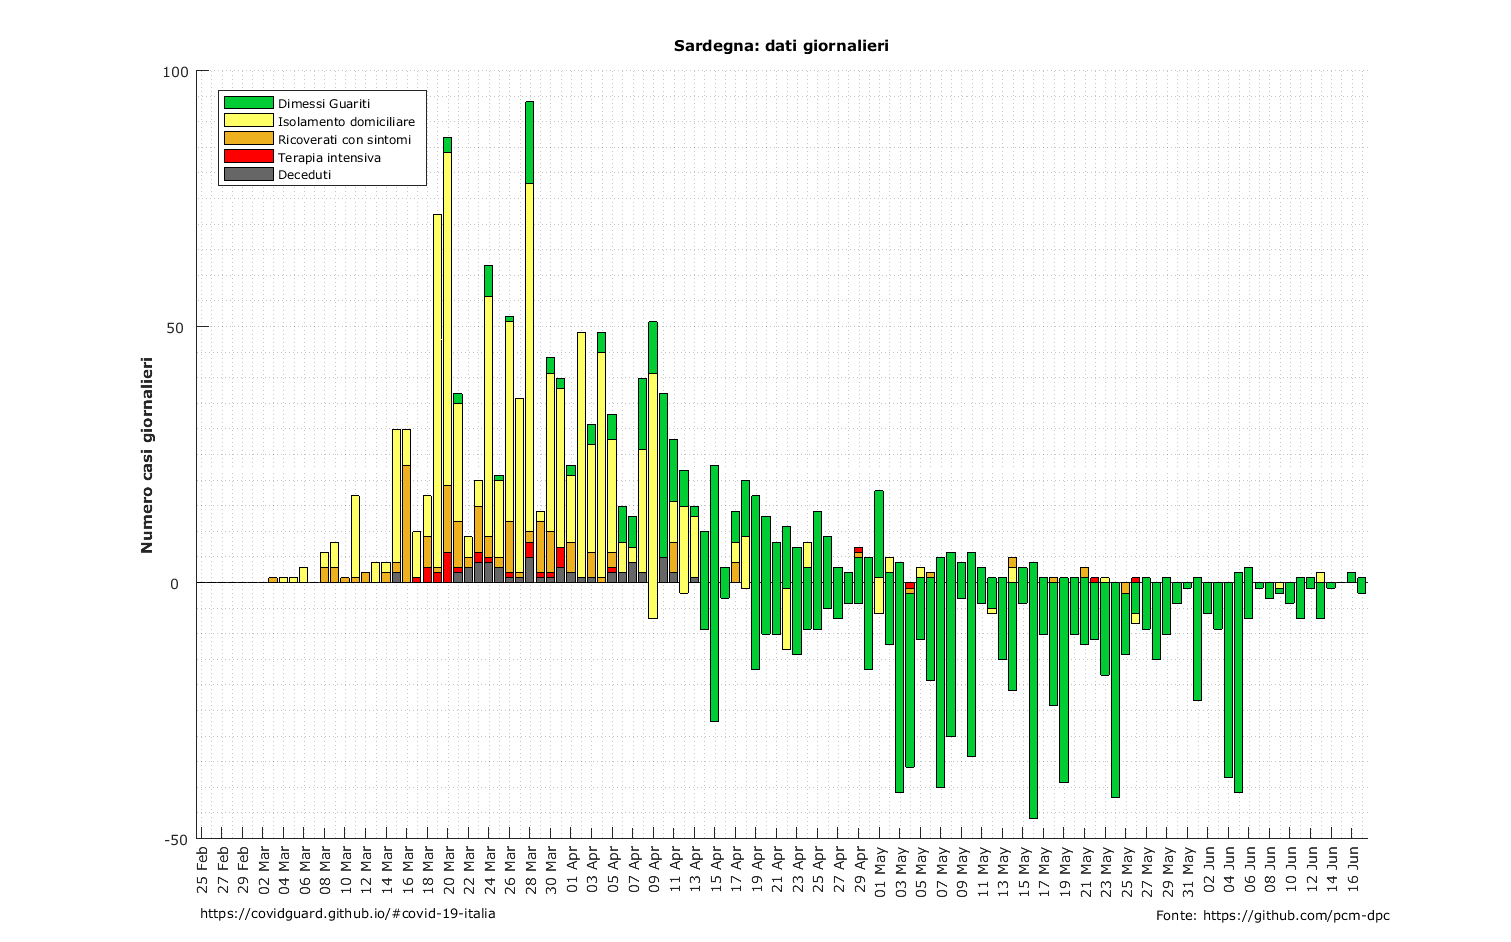 Sardegna: dati giornalieri
100
50
0
-50
Numero casi giornalieri
Dimessi Guariti
Isolamento domiciliare
Ricoverati con sintomi
Terapia intensiva
Deceduti
25 Feb
27 Feb
29 Feb
02 Mar
04 Mar
06 Mar
08 Mar
10 Mar
12 Mar
14 Mar
16 Mar
18 Mar
20 Mar
22 Mar
24 Mar
26 Mar
28 Mar
30 Mar
01 Apr
03 Apr
05 Apr
07 Apr
09 Apr
11 Apr
13 Apr
15 Apr
17 Apr
19 Apr
21 Apr
23 Apr
25 Apr
27 Apr
29 Apr
01 May
03 May
05 May
07 May
09 May
11 May
13 May
15 May
17 May
19 May
21 May
23 May
25 May
27 May
29 May
31 May
02 Jun
04 Jun
06 Jun
08 Jun
10 Jun
12 Jun
14 Jun
16 Jun
https://covidguard.github.io/#covid-19-italia
Fonte: https://github.com/pcm-dpc